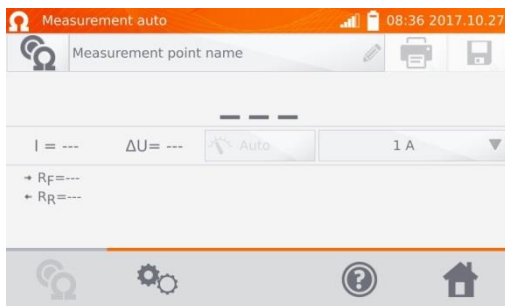 Measurement auto 08:36 2017.10.27
Measurement point name
---
I = --- ΔU= --- Auto 1 A
→ RF=---
← RR=---
?